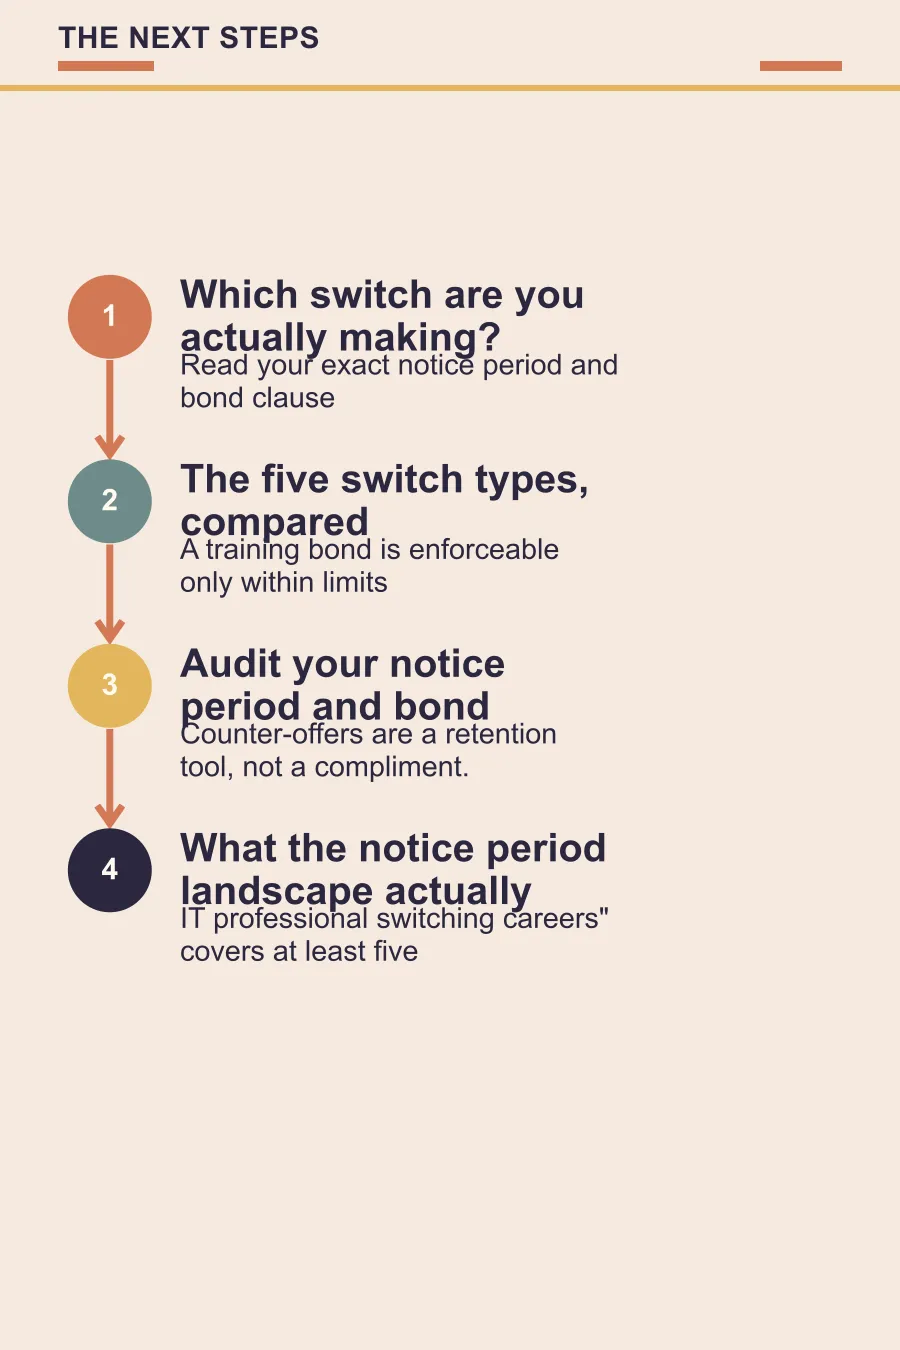 THE NEXT STEPS
1
Which switch are you
actually making?
Read your exact notice period and
bond clause
2
The five switch types,
compared
A training bond is enforceable
only within limits
3
Audit your notice
period and bond
Counter-offers are a retention
tool, not a compliment.
4
What the notice period
landscape actually
IT professional switching careers"
covers at least five